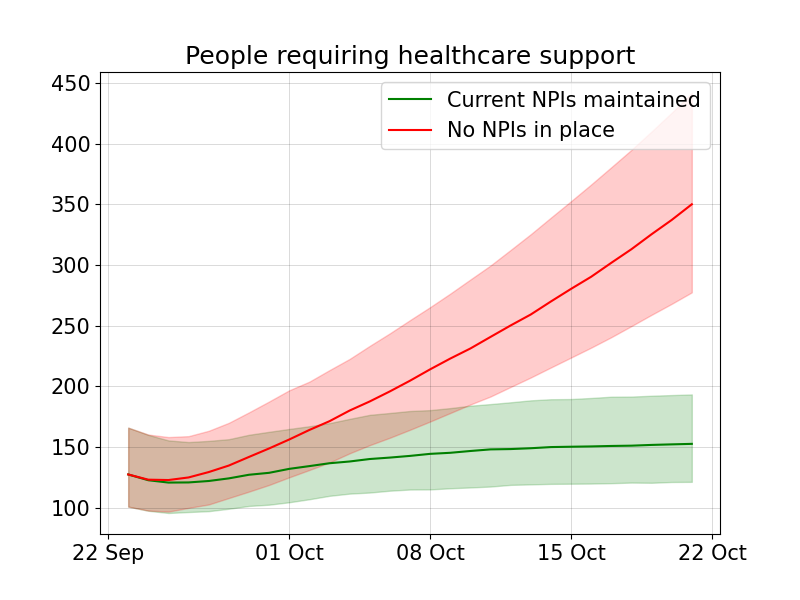 People requiring healthcare support
Current NPIs maintained
No NPIs in place
450
400
350
300
250
200
150
100
22 Sep
01 Oct
08 Oct
15 Oct
22 Oct